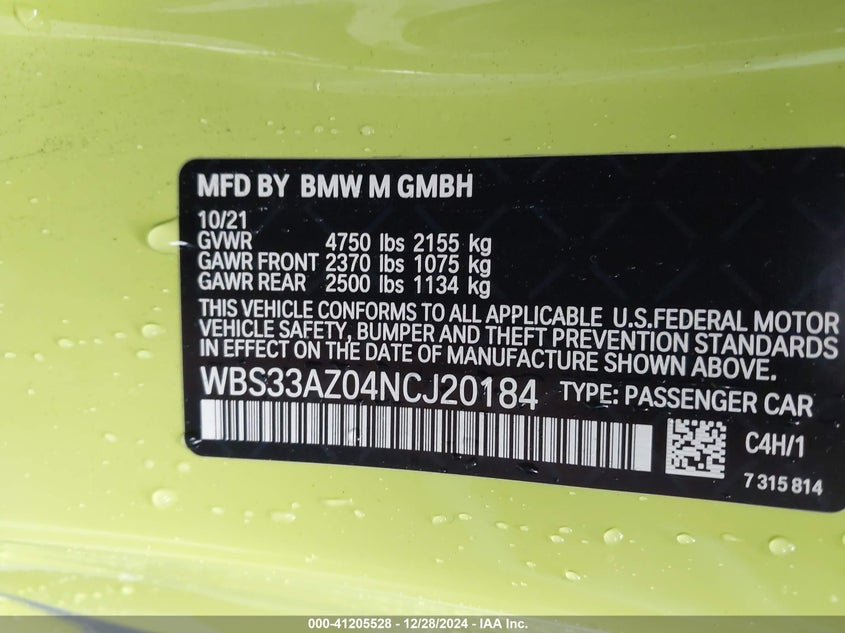 MFD BY BMW M GMBH
10/21
GVWR 4750 lbs 2155 kg
GAWR FRONT 2370 lbs 1075 kg
GAWR REAR 2500 lbs 1134 kg
THIS VEHICLE CONFORMS TO ALL APPLICABLE U.S.FEDERAL MOTOR
VEHICLE SAFETY, BUMPER AND THEFT PREVENTION STANDARDS
IN EFFECT ON THE DATE OF MANUFACTURE SHOWN ABOVE.
WBS33AZ04NCJ20184 TYPE: PASSENGER CAR
C4H/1
7 315 814
000-41205528 - 12/28/2024 - IAA Inc.